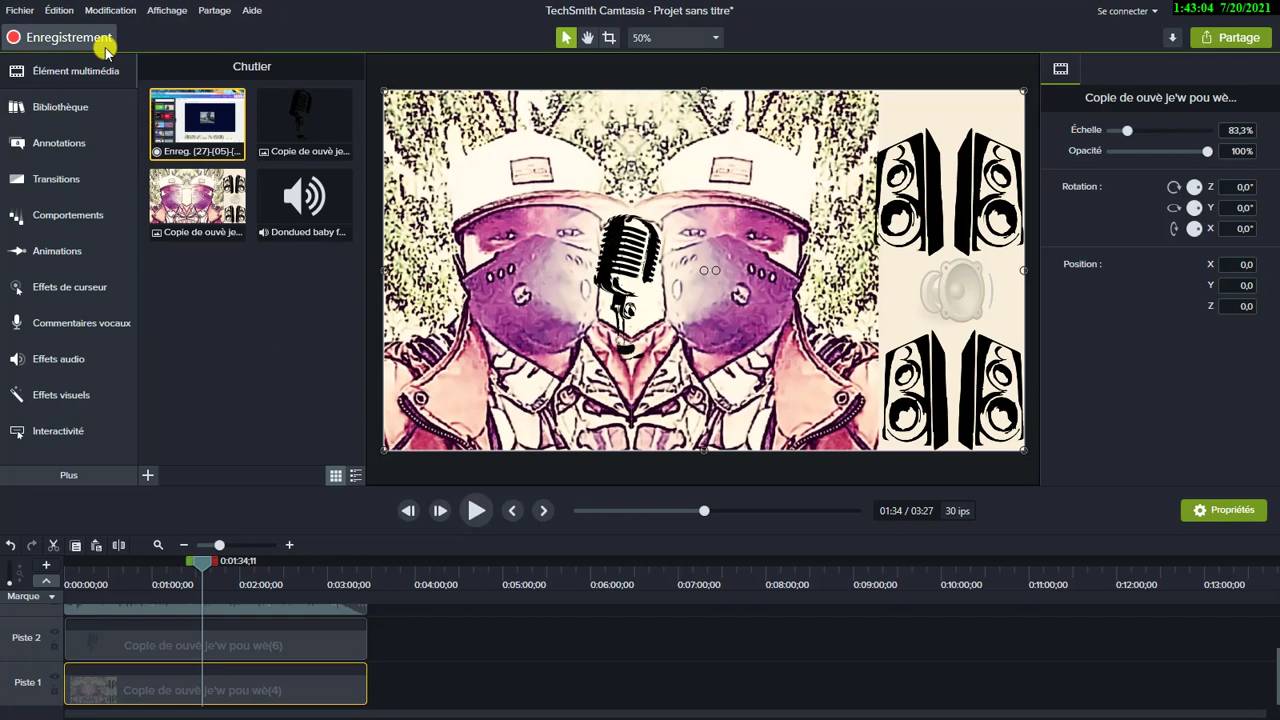 Fichier Édition Modification Affichage Partage Aide
TechSmith Camtasia - Projet sans titre*
Se connecter
1:43:04 7/20/2021
Enregistrement
50%
Partage
Élément multimédia
Bibliothèque
Annotations
Transitions
Comportements
Animations
Effets de curseur
Commentaires vocaux
Effets audio
Effets visuels
Interactivité
Plus
Chutier
Enreg. (27)-(05)-(...
Copie de ouvè je...
Copie de ouvè je...
Dondued baby f...
Copie de ouvè je'w pou wè...
Échelle 83,3%
Opacité 100%
Rotation : Z 0,0°
Y 0,0°
X 0,0°
Position : X 0,0
Y 0,0
Z 0,0
01:34 / 03:27 30 ips
Propriétés
0:01:34;11
0:00:00;00 0:01:00;00 0:02:00;00 0:03:00;00 0:04:00;00 0:05:00;00 0:06:00;00 0:07:00;00 0:08:00;00 0:09:00;00 0:10:00;00 0:11:00;00 0:12:00;00 0:13:00;00
Marque
Piste 2
Copie de ouvè je'w pou wè(6)
Piste 1
Copie de ouvè je'w pou wè(4)